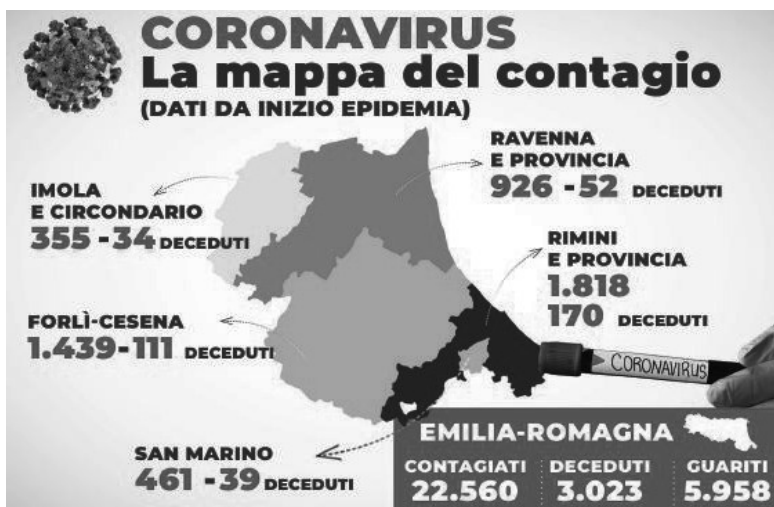 CORONAVIRUS
La mappa del contagio
(DATI DA INIZIO EPIDEMIA)
RAVENNA
E PROVINCIA
926 - 52 DECEDUTI
IMOLA
E CIRCONDARIO
355 - 34 DECEDUTI
RIMINI
E PROVINCIA
1.818
170 DECEDUTI
FORLÌ-CESENA
1.439 - 111 DECEDUTI
CORONAVIRUS
SAN MARINO
461 - 39 DECEDUTI
EMILIA-ROMAGNA
CONTAGIATI DECEDUTI GUARITI
22.560 3.023 5.958